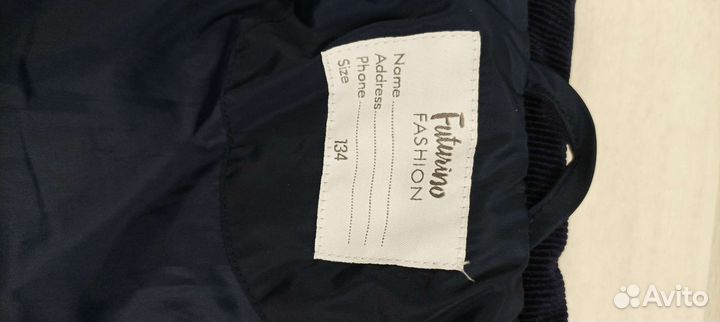 Futurino
FASHION
Name
Address
Phone
Size 134
Avito